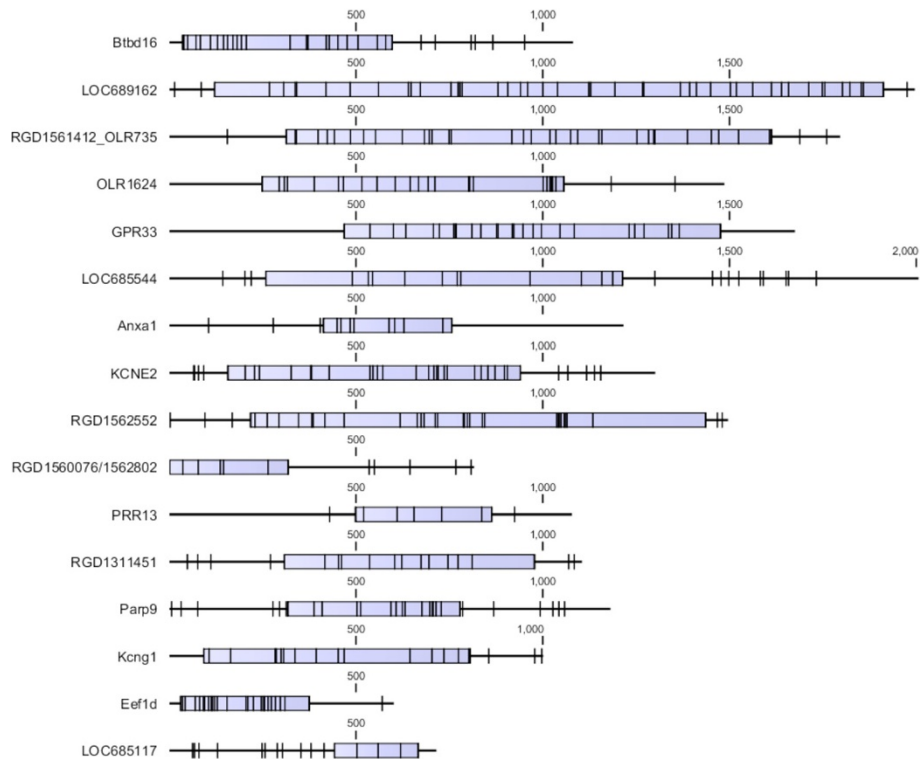 500 1,000
Btbd16
500 1,000 1,500
LOC689162
500 1,000 1,500
RGD1561412_OLR735
500 1,000
OLR1624
500 1,000 1,500
GPR33
500 1,000 1,500 2,000
LOC685544
500 1,000
Anxa1
500 1,000
KCNE2
500 1,000
RGD1562552
500
RGD1560076/1562802
500 1,000
PRR13
500 1,000
RGD1311451
500 1,000
Parp9
500 1,000
Kcng1
500
Eef1d
500
LOC685117